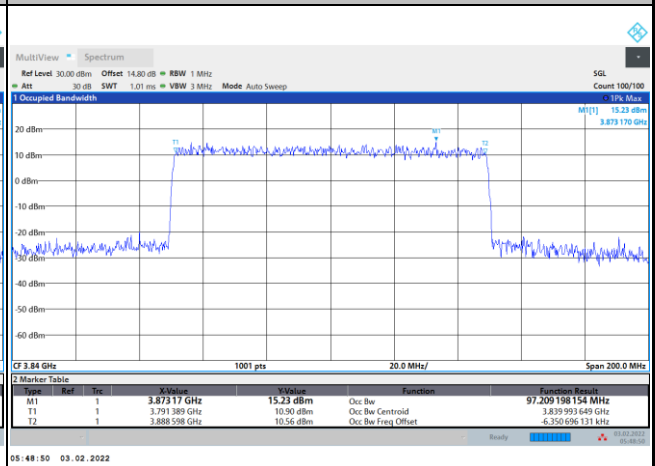 MultiView Spectrum
Ref Level 30.00 dBm Offset 14.80 dB RBW 1 MHz SGL
Att 30 dB SWT 1.01 ms VBW 3 MHz Mode Auto Sweep Count 100/100
1 Occupied Bandwidth 1Pk Max
M1[1] 15.23 dBm
3.873 170 GHz
20 dBm
M1
T1
T2
10 dBm
0 dBm
-10 dBm
-20 dBm
-30 dBm
-40 dBm
-50 dBm
-60 dBm
CF 3.84 GHz 1001 pts 20.0 MHz/ Span 200.0 MHz
2 Marker Table
Type Ref Trc X-Value Y-Value Function Function Result
M1 1 3.87317 GHz 15.23 dBm Occ Bw 97.209 198 154 MHz
T1 1 3.791 389 GHz 10.90 dBm Occ Bw Centroid 3.839 993 649 GHz
T2 1 3.888 598 GHz 10.56 dBm Occ Bw Freq Offset -6.350 696 131 kHz
Ready 03.02.2022
05:48:50
05:48:50 03.02.2022